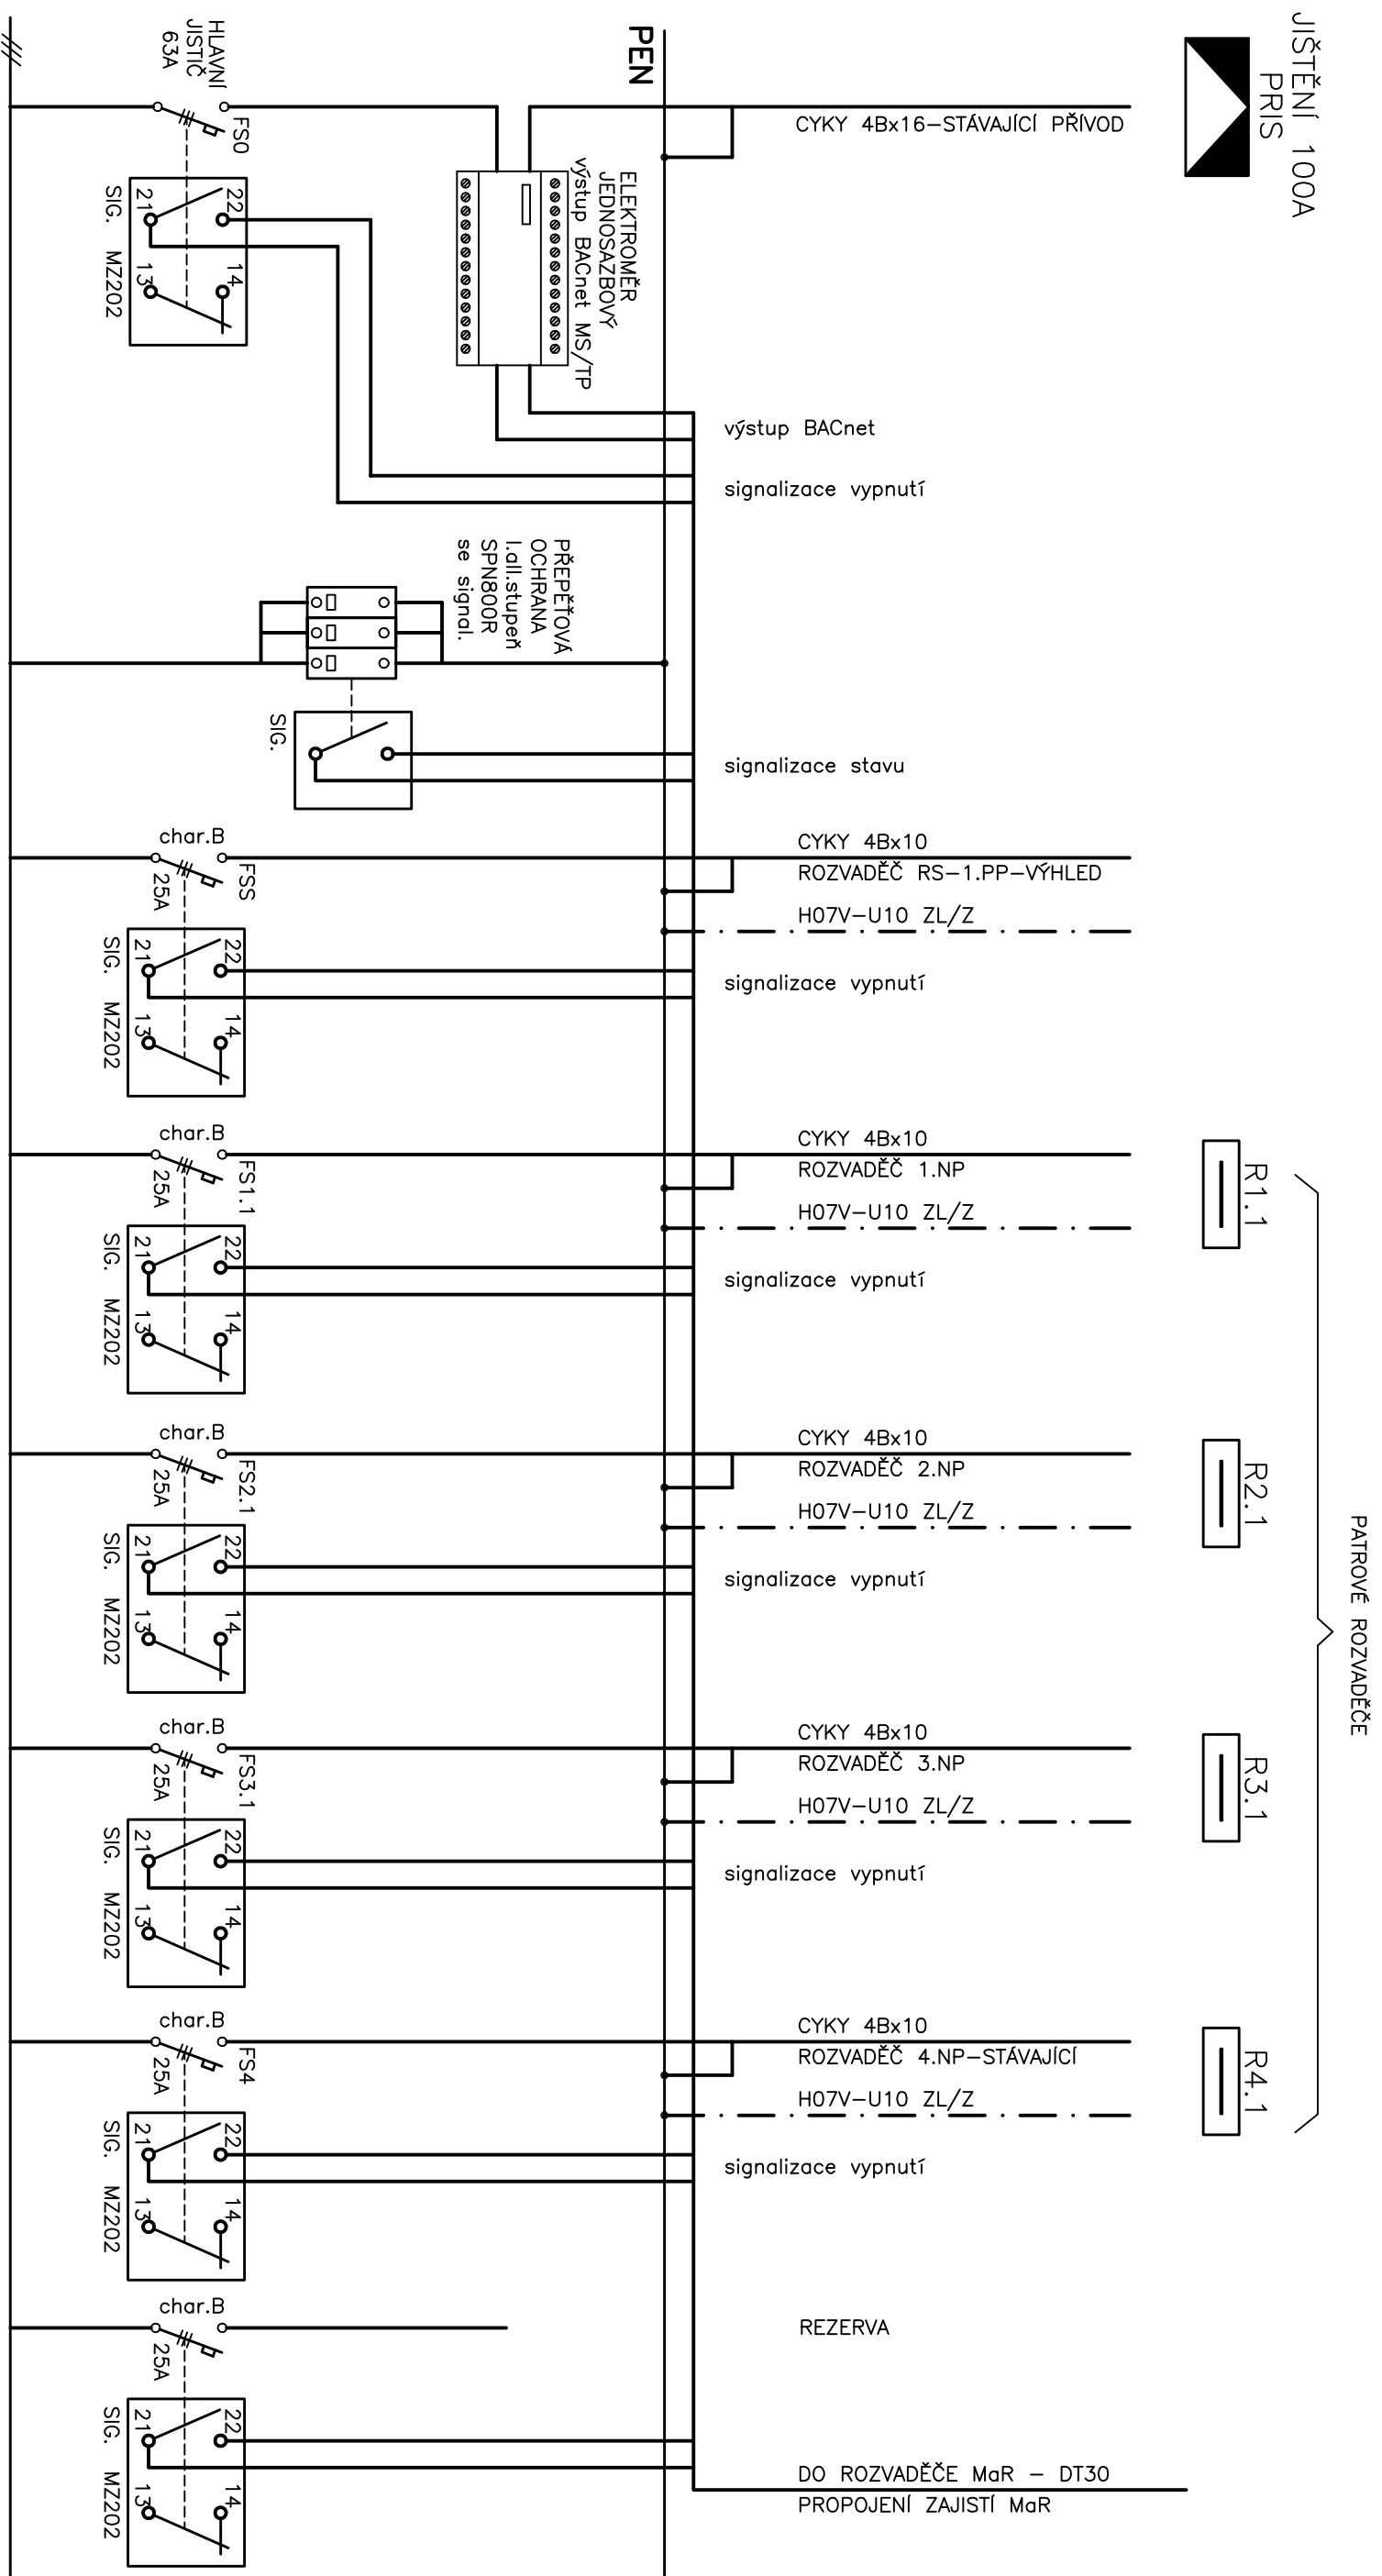 JIŠTĚNÍ 100A
PRIS
CYKY 4Bx16-STÁVAJÍCÍ PŘÍVOD
PEN
HLAVNÍ
JISTIČ
63A
FS0
22
21
14
13
SIG. MZ202
ELEKTROMĚR
JEDNOSAZBOVÝ
výstup BACnet MS/TP
výstup BACnet
signalizace vypnutí
PŘEPĚŤOVÁ
OCHRANA
I.aII.stupeň
SPN800R
se signal.
SIG.
signalizace stavu
char.B
FSS
25A
22
21
14
13
SIG. MZ202
CYKY 4Bx10
ROZVADĚČ RS-1.PP-VÝHLED
H07V-U10 ZL/Z
signalizace vypnutí
char.B
FS1.1
25A
22
21
14
13
SIG. MZ202
CYKY 4Bx10
ROZVADĚČ 1.NP
H07V-U10 ZL/Z
signalizace vypnutí
R1.1
char.B
FS2.1
25A
22
21
14
13
SIG. MZ202
CYKY 4Bx10
ROZVADĚČ 2.NP
H07V-U10 ZL/Z
signalizace vypnutí
R2.1
PATROVÉ ROZVADĚČE
char.B
FS3.1
25A
22
21
14
13
SIG. MZ202
CYKY 4Bx10
ROZVADĚČ 3.NP
H07V-U10 ZL/Z
signalizace vypnutí
R3.1
char.B
FS4
25A
22
21
14
13
SIG. MZ202
CYKY 4Bx10
ROZVADĚČ 4.NP-STÁVAJÍCÍ
H07V-U10 ZL/Z
signalizace vypnutí
R4.1
char.B
25A
22
21
14
13
SIG. MZ202
REZERVA
DO ROZVADĚČE MaR - DT30
PROPOJENÍ ZAJISTÍ MaR